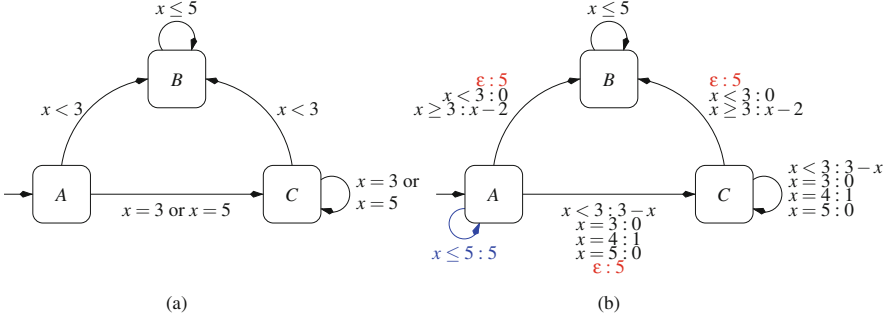 x ≤ 5
B
x < 3
x < 3
A
C
x = 3 or
x = 5
x = 3 or x = 5
(a)
x ≤ 5
B
ε : 5
x < 3 : 0
x ≥ 3 : x − 2
ε : 5
x < 3 : 0
x ≥ 3 : x − 2
A
C
x < 3 : 3 − x
x = 3 : 0
x = 4 : 1
x = 5 : 0
x < 3 : 3 − x
x = 3 : 0
x = 4 : 1
x = 5 : 0
ε : 5
x ≤ 5 : 5
(b)